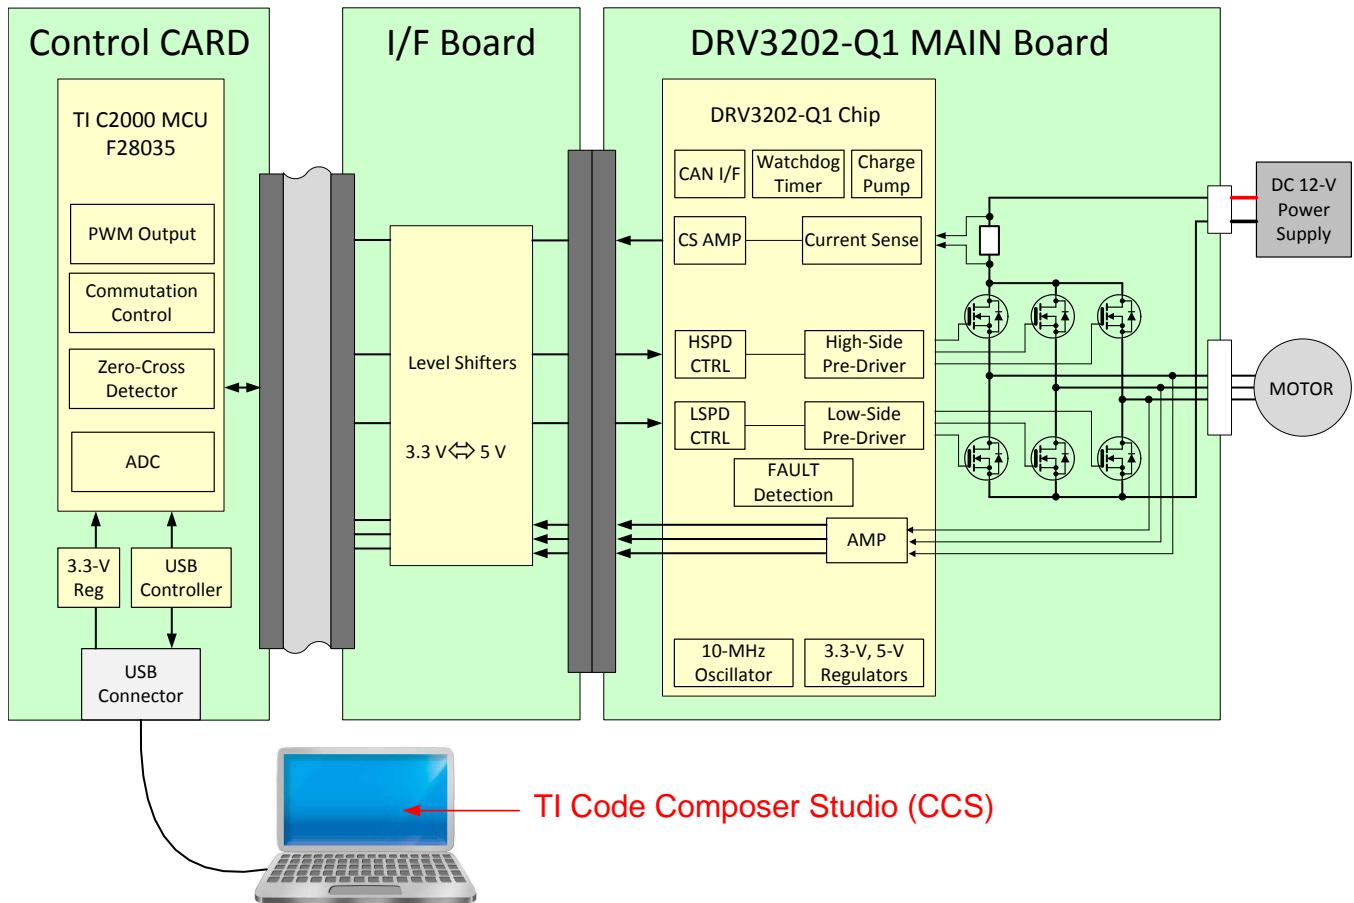 Control CARD
TI C2000 MCU
F28035
PWM Output
Commutation
Control
Zero-Cross
Detector
ADC
3.3-V
Reg
USB
Controller
USB
Connector
I/F Board
Level Shifters
3.3 V⇔ 5 V
DRV3202-Q1 MAIN Board
DRV3202-Q1 Chip
CAN I/F
Watchdog
Timer
Charge
Pump
CS AMP
Current Sense
HSPD
CTRL
High-Side
Pre-Driver
LSPD
CTRL
Low-Side
Pre-Driver
FAULT
Detection
AMP
10-MHz
Oscillator
3.3-V, 5-V
Regulators
DC 12-V
Power
Supply
MOTOR
TI Code Composer Studio (CCS)